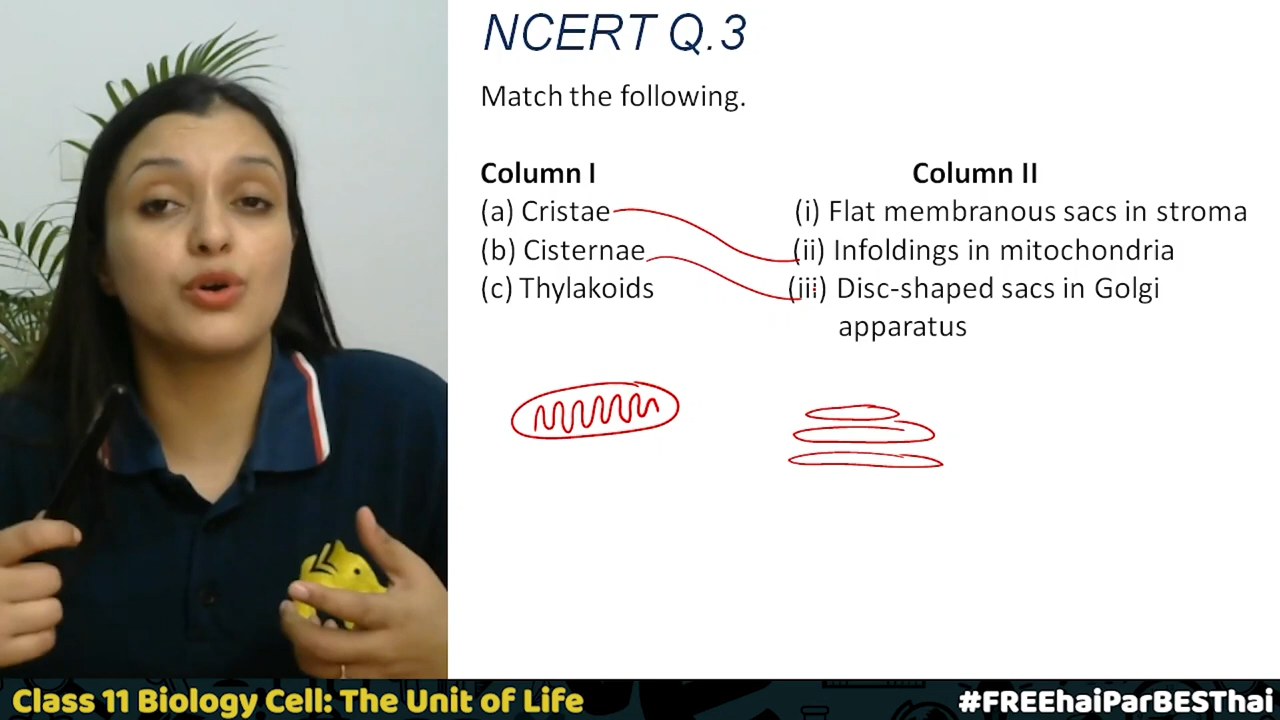 NCERT Q.3
Match the following.
Column I Column II
(a) Cristae (i) Flat membranous sacs in stroma
(b) Cisternae (ii) Infoldings in mitochondria
(c) Thylakoids (iii) Disc-shaped sacs in Golgi
apparatus
Class 11 Biology Cell: The Unit of Life #FREEhaiParBESThai